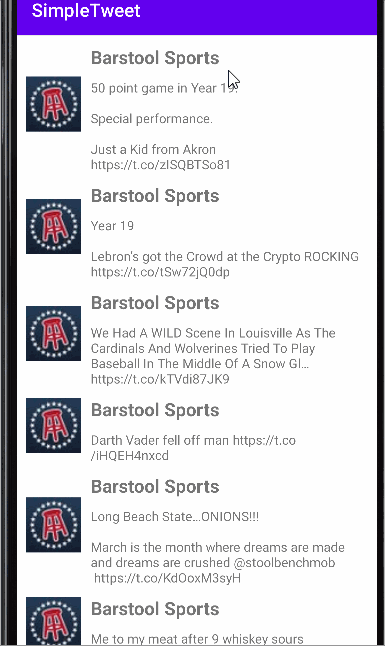 SimpleTweet
Barstool Sports
50 point game in Year 19.
Special performance.
Just a Kid from Akron
https://t.co/zISQBTSo81
Barstool Sports
Year 19
Lebron's got the Crowd at the Crypto ROCKING
https://t.co/tSw72jQ0dp
Barstool Sports
We Had A WILD Scene In Louisville As The
Cardinals And Wolverines Tried To Play
Baseball In The Middle Of A Snow Gl…
https://t.co/kTVdi87JK9
Barstool Sports
Darth Vader fell off man https://t.co
/iHQEH4nxcd
Barstool Sports
Long Beach State…ONIONS!!!
March is the month where dreams are made
and dreams are crushed @stoolbenchmob
https://t.co/KdOoxM3syH
Barstool Sports
Me to my meat after 9 whiskey sours